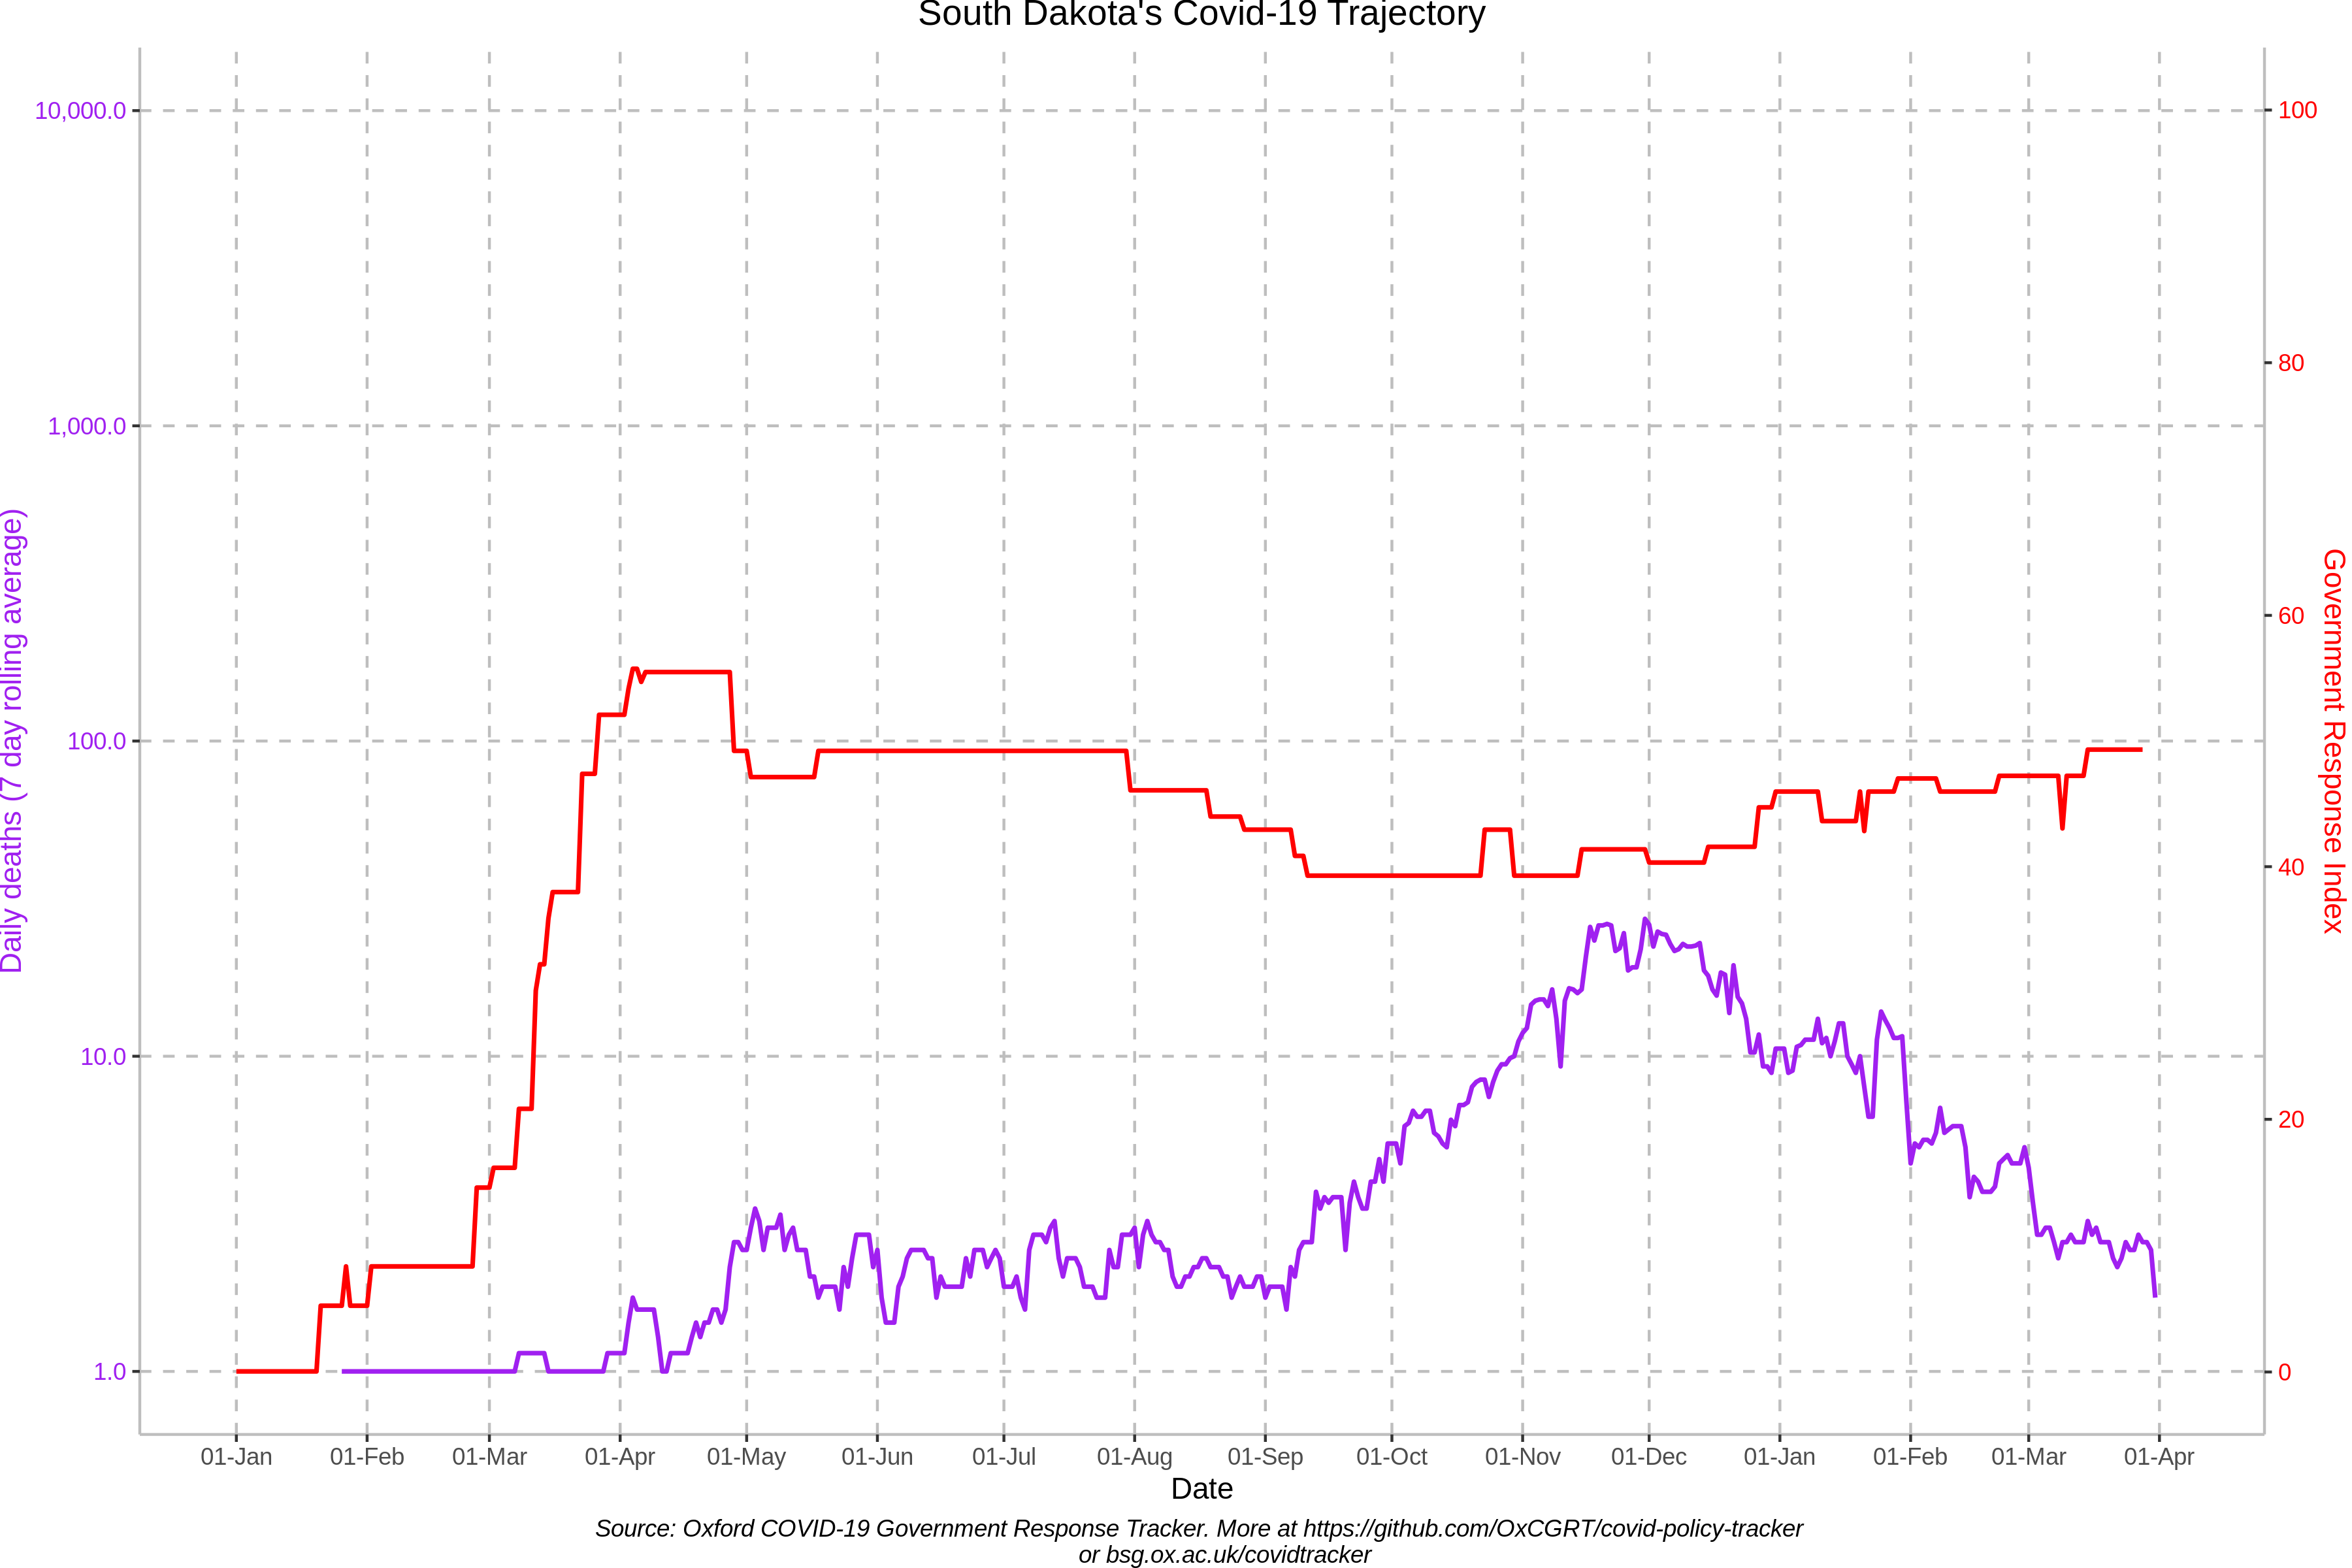 South Dakota's Covid-19 Trajectory
10,000.0
1,000.0
100.0
10.0
1.0
Daily deaths (7 day rolling average)
100
80
60
40
20
0
Government Response Index
01-Jan 01-Feb 01-Mar 01-Apr 01-May 01-Jun 01-Jul 01-Aug 01-Sep 01-Oct 01-Nov 01-Dec 01-Jan 01-Feb 01-Mar 01-Apr
Date
Source: Oxford COVID-19 Government Response Tracker. More at https://github.com/OxCGRT/covid-policy-tracker
or bsg.ox.ac.uk/covidtracker